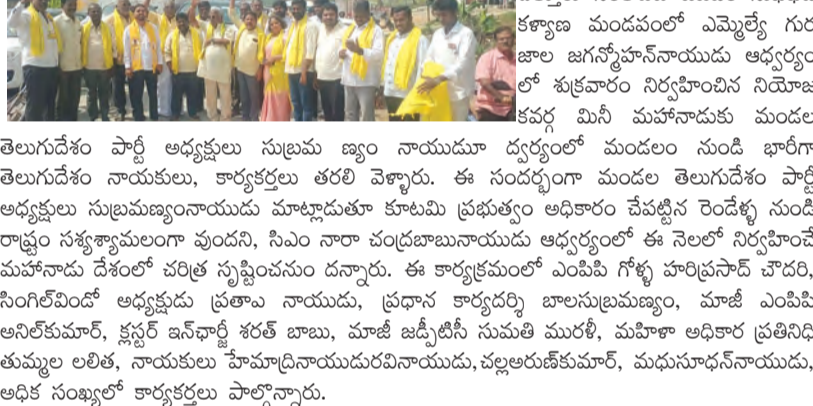 కళ్యాణ మండపంలో ఎమ్మెల్యే గుర
జాల జగన్మోహన్‌నాయుడు ఆధ్వర్యం
లో శుక్రవారం నిర్వహించిన నియోజ
కవర్గ మినీ మహానాడుకు మండల
తెలుగుదేశం పార్టీ అధ్యక్షులు సుబ్రమ ణ్యం నాయుడుూ ద్వర్యంలో మండలం నుండి భారీగా
తెలుగుదేశం నాయకులు, కార్యకర్తలు తరలి వెళ్ళారు. ఈ సందర్భంగా మండల తెలుగుదేశం పార్టీ
అధ్యక్షులు సుబ్రమణ్యంనాయుడు మాట్లాడుతూ కూటమి ప్రభుత్వం అధికారం చేపట్టిన రెండేళ్ళ నుండి
రాష్ట్రం సశ్యశ్యామలంగా వుందని, సిఎం నారా చంద్రబాబునాయుడు ఆధ్వర్యంలో ఈ నెలలో నిర్వహించే
మహానాడు దేశంలో చరిత్ర సృష్టించనుం దన్నారు. ఈ కార్యక్రమంలో ఎంపిపి గోళ్ళ హరిప్రసాద్ చౌదరి,
సింగిల్‌విండో అధ్యక్షుడు ప్రతాఎ నాయుడు, ప్రధాన కార్యదర్శి బాలసుబ్రమణ్యం, మాజీ ఎంపిపి
అనిల్‌కుమార్, క్లస్టర్ ఇన్‌ఛార్జీ శరత్ బాబు, మాజీ జడ్పీటిసీ సుమతి మురళీ, మహిళా అధికార ప్రతినిధి
తుమ్మల లలిత, నాయకులు హేమాద్రినాయుడురవినాయుడు,చల్లఅరుణ్‌కుమార్, మధుసూధన్‌నాయుడు,
అధిక సంఖ్యలో కార్యకర్తలు పాల్గొన్నారు.